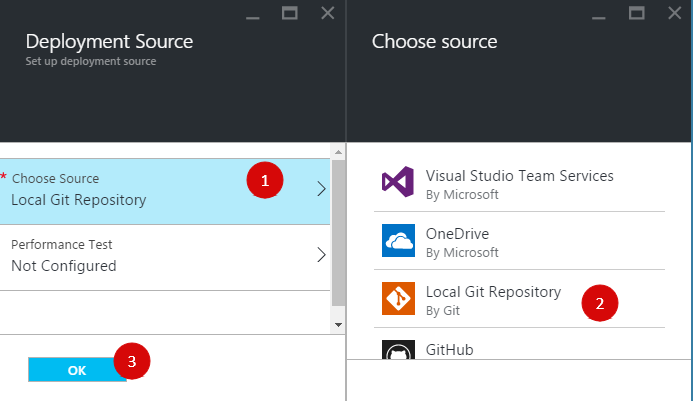 Deployment Source
Set up deployment source
* Choose Source
1
Local Git Repository
Performance Test
Not Configured
OK
3
Choose source
Visual Studio Team Services
By Microsoft
OneDrive
By Microsoft
Local Git Repository
2
By Git
GitHub